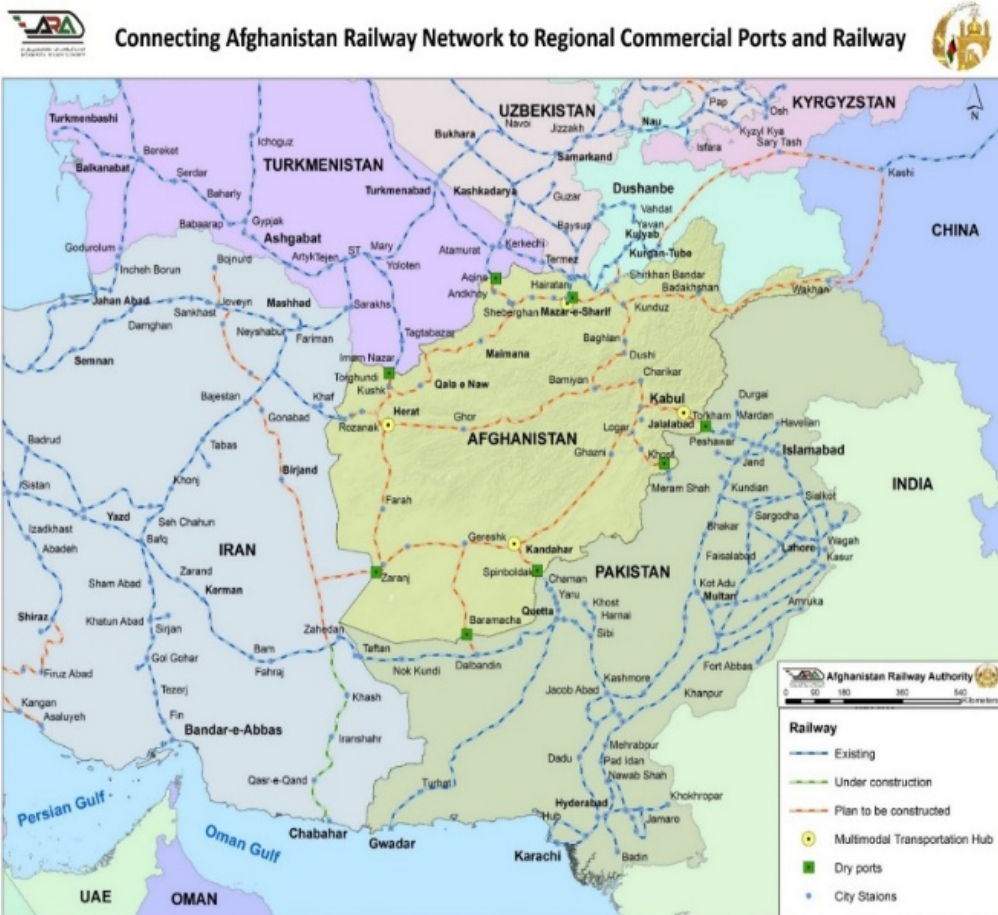 ARA
Connecting Afghanistan Railway Network to Regional Commercial Ports and Railway
UZBEKISTAN
KYRGYZSTAN
Pap
Osh
Turkmenbashi
Navoi
Jizzakh
Nau
Bukhara
Isfara
Kyzyl Kya
Sary Tash
Ichoguz
Bereket
Samarkand
TURKMENISTAN
Balkanabat
Serdar
Turkmenabad
Kashkadarya
Guzar
Dushanbe
Kashi
Baharly
Vahdat
Yavan
Babaarap
Gypjak
Baysup
Kulyab
CHINA
Ashgabat
Godurolum
ST
Mary
Atamurat
Kerkechi
Kurgan-Tube
ArtykTejen
Yoloten
Termez
Bojnurd
Incheh Borun
Aqina
Hairatan
Shirkhan Bandar
Badakhshan
Wakhan
Andkhoy
Jahan Abad
Joveyn
Mashhad
Sarakhs
Sankhast
Sheberghan
Mazar-e-Sharif
Kunduz
Damghan
Neyshabur
Fariman
Tagtabazar
Baghlan
Semnan
Maimana
Imam Nazar
Dushi
Torghundi
Kushk
Qala e Naw
Bamiyan
Charikar
Bajestan
Khaf
Kabul
Durgai
Gonabad
Herat
Ghor
Torkham
Mardan
Rozanak
Jalalabad
Havelian
Logar
Peshawar
Badrud
AFGHANISTAN
Tabas
Islamabad
Ghazni
Khost
Jand
Birjand
Sistan
Khonj
Meram Shah
Kundian
INDIA
Farah
Sialkot
Yazd
Seh Chahun
Sargodha
Izadkhast
Bhakar
Bafq
Gereshk
Wagah
Abadeh
IRAN
Kandahar
Lahore
Faisalabad
Kasur
Zarand
Zaranj
Spinboldak
PAKISTAN
Sham Abad
Kerman
Chaman
Kot Adu
Yaru
Multan
Amruka
Khatun Abad
Quetta
Khost
Shiraz
Harnai
Sirjan
Baramacha
Zahedan
Sibi
Gol Gohar
Bam
Taftan
Fahraj
Nok Kundi
Dalbandin
Fort Abbas
Firuz Abad
Kashmore
Tezerj
Khash
Jacob Abad
Khanpur
Kangan
Asaluyeh
Fin
Bandar-e-Abbas
Iranshahr
Mehrabpur
Dadu
Pad Idan
Qasr-e-Qand
Turhat
Nawab Shah
Persian Gulf
Khokhropar
Hyderabad
Hub
Jamaro
Oman Gulf
Chabahar
Gwadar
Karachi
Badin
UAE
OMAN
N
ARA Afghanistan Railway Authority
0 90 180 360 540
Kilometers
Railway
Existing
Under construction
Plan to be constructed
Multimodal Transportation Hub
Dry ports
City Staions